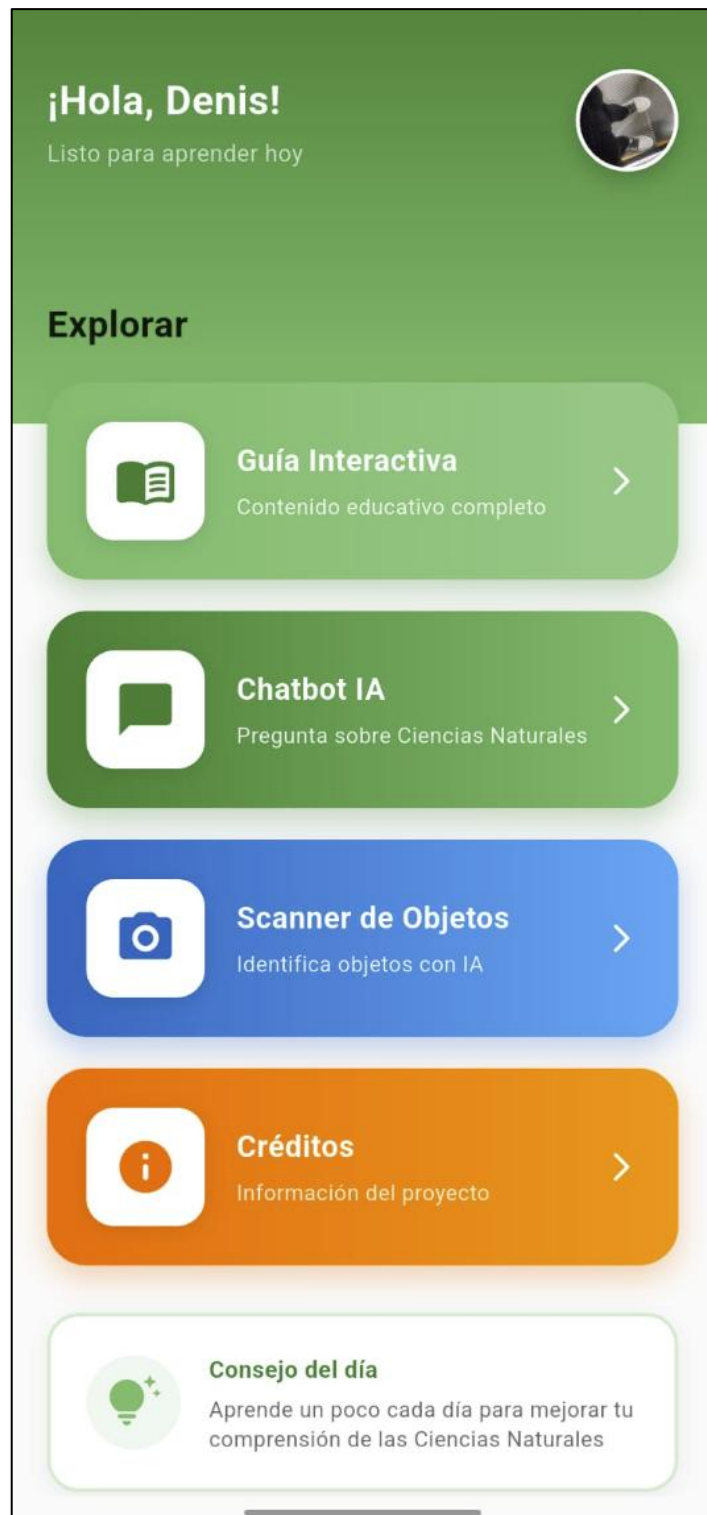 ¡Hola, Denis!
Listo para aprender hoy
Explorar
Guía Interactiva
Contenido educativo completo
Chatbot IA
Pregunta sobre Ciencias Naturales
Scanner de Objetos
Identifica objetos con IA
Créditos
Información del proyecto
Consejo del día
Aprende un poco cada día para mejorar tu
comprensión de las Ciencias Naturales